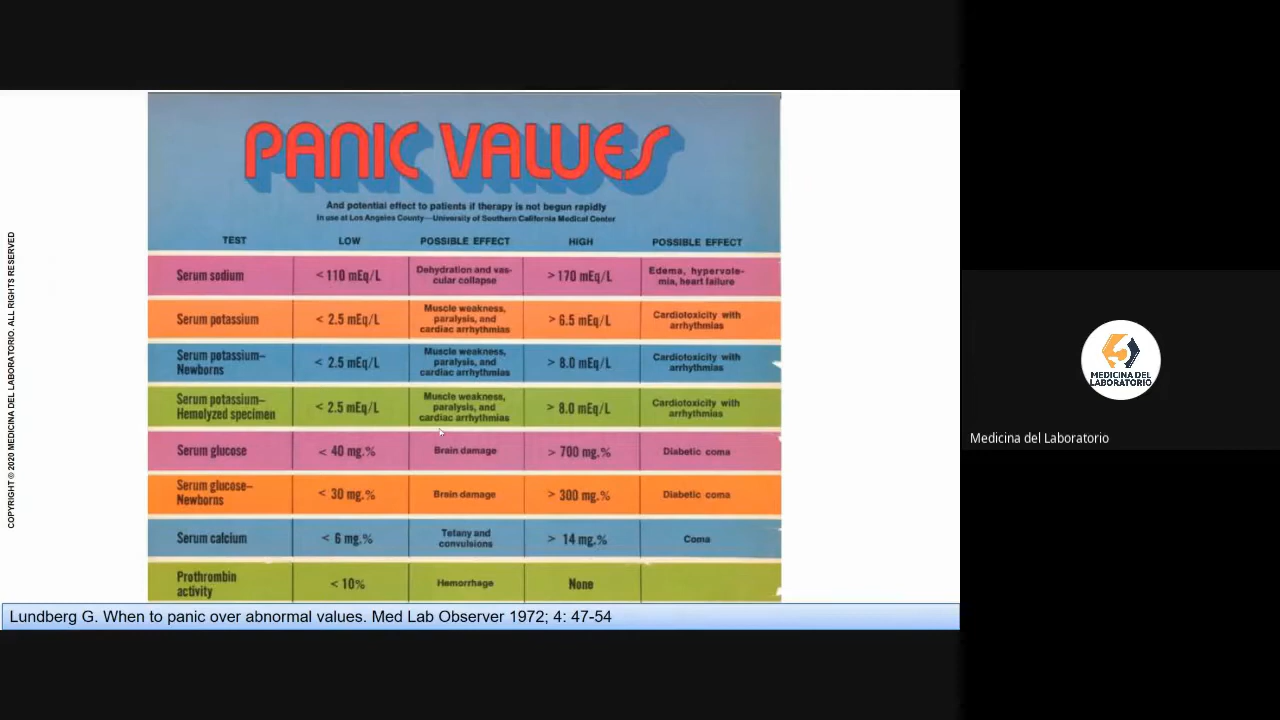 PANIC VALUES
And potential effect to patients if therapy is not begun rapidly
In use at Los Angeles County—University of Southern California Medical Center
TEST LOW POSSIBLE EFFECT HIGH POSSIBLE EFFECT
Serum sodium < 110 mEq/L Dehydration and vas-
cular collapse > 170 mEq/L Edema, hypervole-
mia, heart failure
Serum potassium < 2.5 mEq/L Muscle weakness,
paralysis, and
cardiac arrhythmias > 6.5 mEq/L Cardiotoxicity with
arrhythmias
Serum potassium–
Newborns < 2.5 mEq/L Muscle weakness,
paralysis, and
cardiac arrhythmias > 8.0 mEq/L Cardiotoxicity with
arrhythmias
Serum potassium–
Hemolyzed specimen < 2.5 mEq/L Muscle weakness,
paralysis, and
cardiac arrhythmias > 8.0 mEq/L Cardiotoxicity with
arrhythmias
Serum glucose < 40 mg.% Brain damage > 700 mg.% Diabetic coma
Serum glucose–
Newborns < 30 mg.% Brain damage > 300 mg.% Diabetic coma
Serum calcium < 6 mg.% Tetany and
convulsions > 14 mg.% Coma
Prothrombin
activity < 10% Hemorrhage None
Lundberg G. When to panic over abnormal values. Med Lab Observer 1972; 4: 47-54
COPYRIGHT © 2020 MEDICINA DEL LABORATORIO. ALL RIGHTS RESERVED
MEDICINA DEL
LABORATORIO
Medicina del Laboratorio